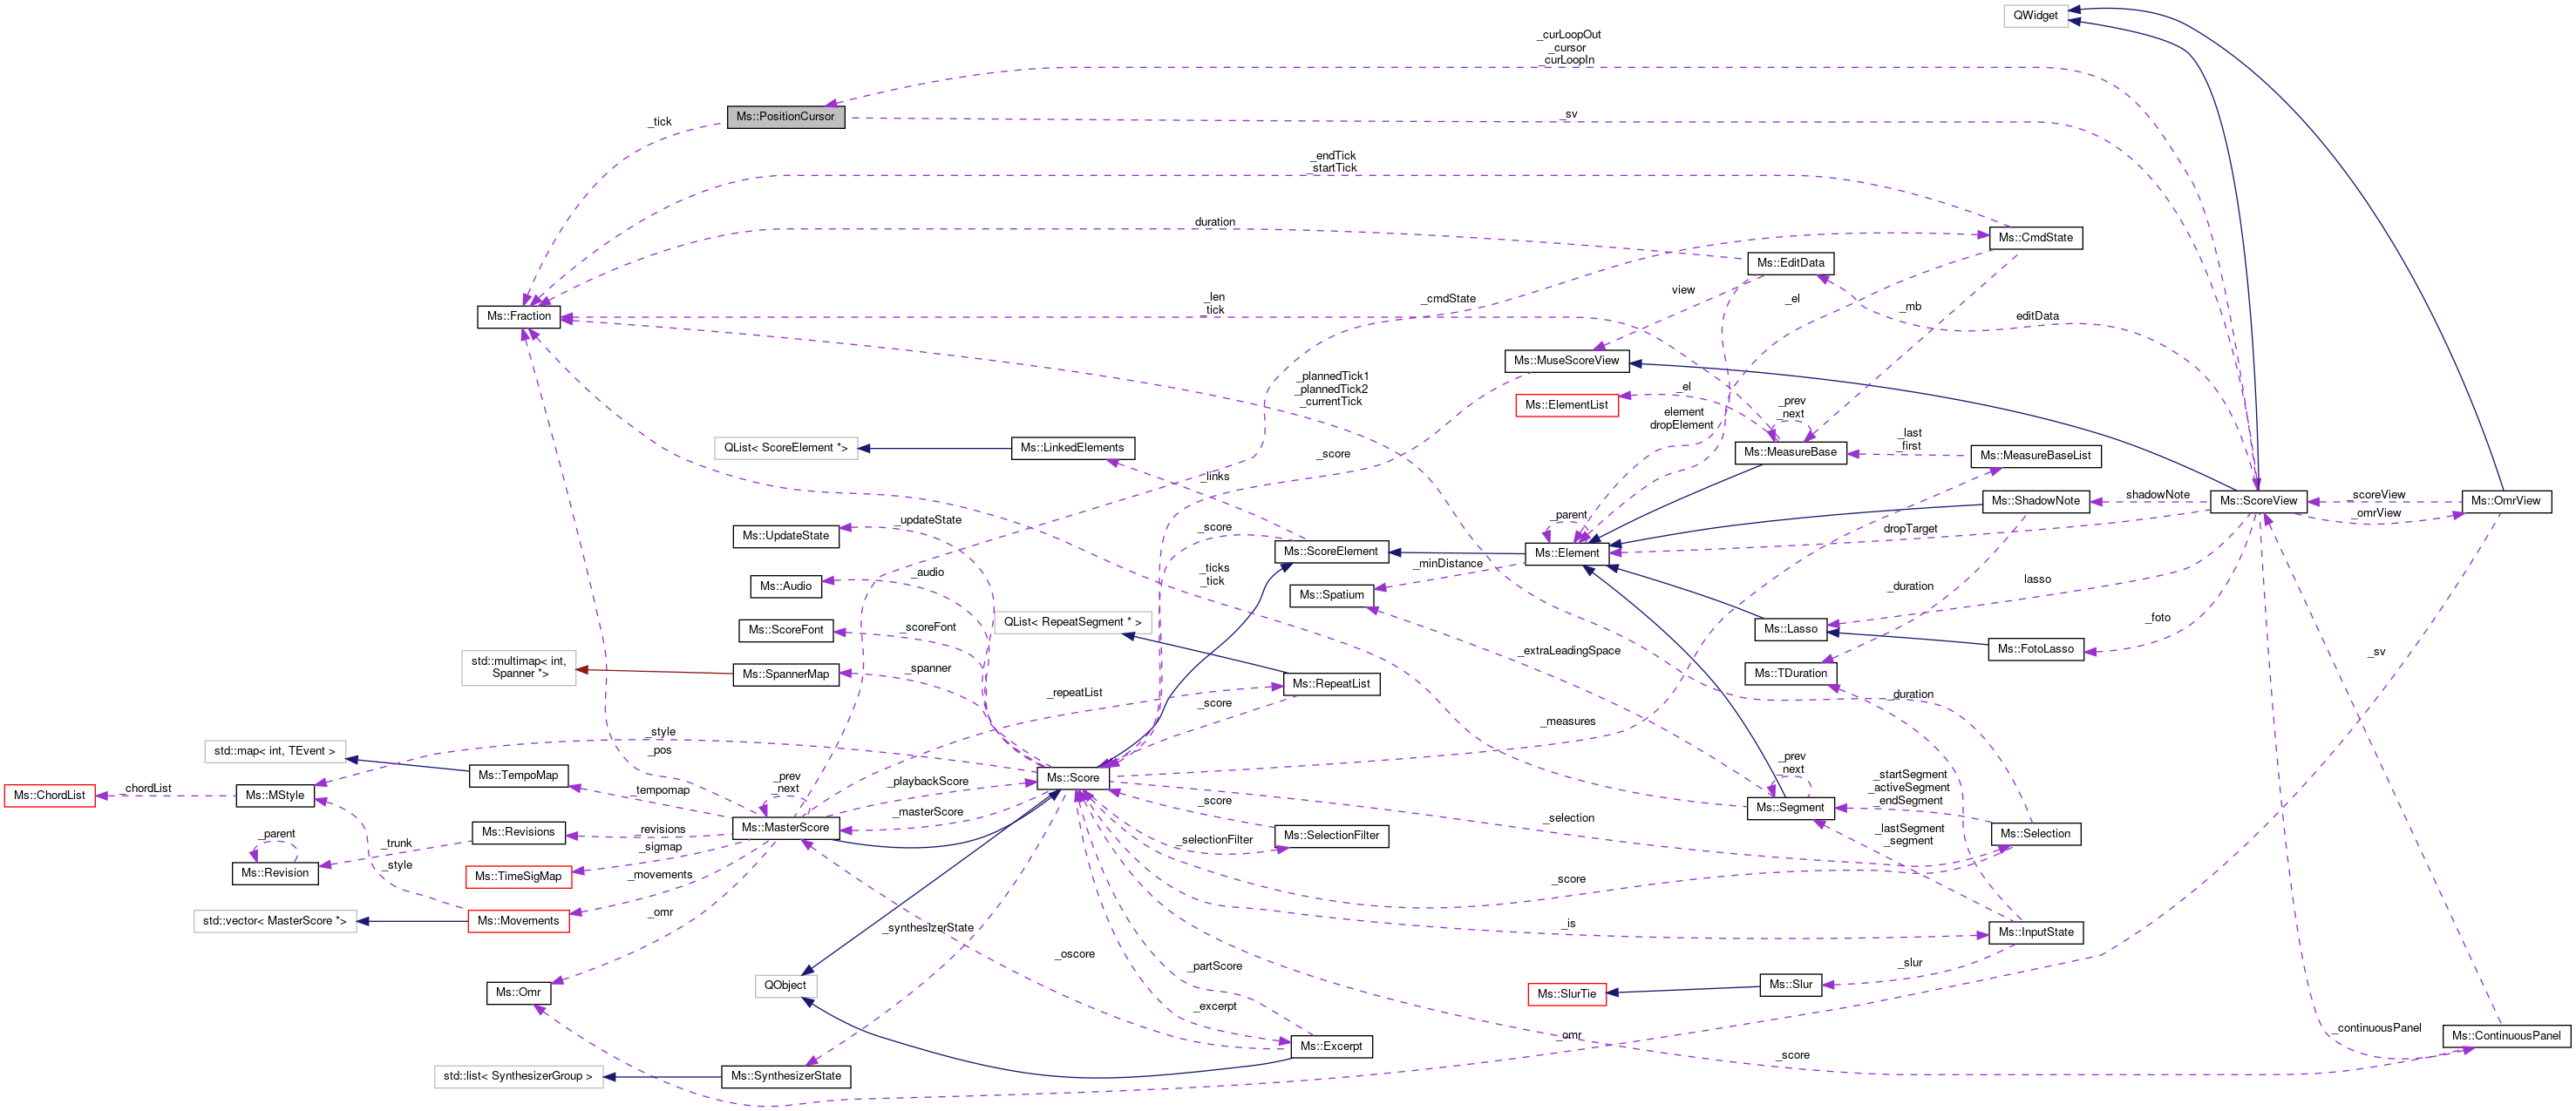 QWidget
_curLoopOut
_cursor
_curLoopIn
Ms::PositionCursor
_sv
_tick
_endTick
_startTick
duration
Ms::CmdState
Ms::EditData
view
_el
_mb
editData
_len
_tick
_cmdState
Ms::Fraction
Ms::MuseScoreView
_plannedTick1
_plannedTick2
_currentTick
_el
Ms::ElementList
_prev
_next
element
dropElement
_last
_first
Ms::MeasureBase
Ms::MeasureBaseList
QList< ScoreElement *>
Ms::LinkedElements
_score
_links
Ms::ShadowNote
shadowNote
Ms::ScoreView
_scoreView
_omrView
Ms::OmrView
_updateState
Ms::UpdateState
_score
_parent
dropTarget
Ms::ScoreElement
Ms::Element
_minDistance
_audio
Ms::Audio
_ticks
_tick
Ms::Spatium
_duration
lasso
_scoreFont
Ms::ScoreFont
QList< RepeatSegment * >
Ms::Lasso
_foto
Ms::FotoLasso
_extraLeadingSpace
_sv
std::multimap< int,
Spanner *>
Ms::SpannerMap
_spanner
Ms::TDuration
_repeatList
Ms::RepeatList
_score
_duration
_measures
_style
_pos
std::map< int, TEvent >
Ms::TempoMap
_tempomap
_prev
_next
_playbackScore
Ms::Score
_prev
_next
_startSegment
_activeSegment
_endSegment
Ms::ChordList
_chordList
Ms::MStyle
_masterScore
_score
Ms::Segment
Ms::Revisions
_revisions
Ms::MasterScore
_selection
_lastSegment
_segment
Ms::Selection
_parent
_trunk
_sigmap
_selectionFilter
Ms::SelectionFilter
Ms::Revision
_style
Ms::TimeSigMap
_movements
_score
std::vector< MasterScore *>
Ms::Movements
_omr
_synthesizerState
_is
Ms::InputState
_oscore
_partScore
_slur
QObject
Ms::Omr
Ms::SlurTie
Ms::Slur
_excerpt
_continuousPanel
Ms::ContinuousPanel
Ms::Excerpt
_omr
_score
std::list< SynthesizerGroup >
Ms::SynthesizerState